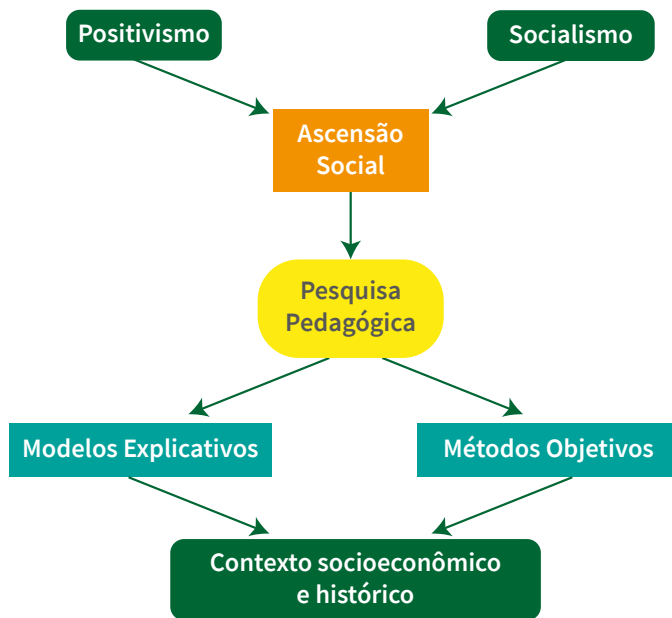 Positivismo
Socialismo
Ascensão
Social
Pesquisa
Pedagógica
Modelos Explicativos
Métodos Objetivos
Contexto socioeconômico
e histórico